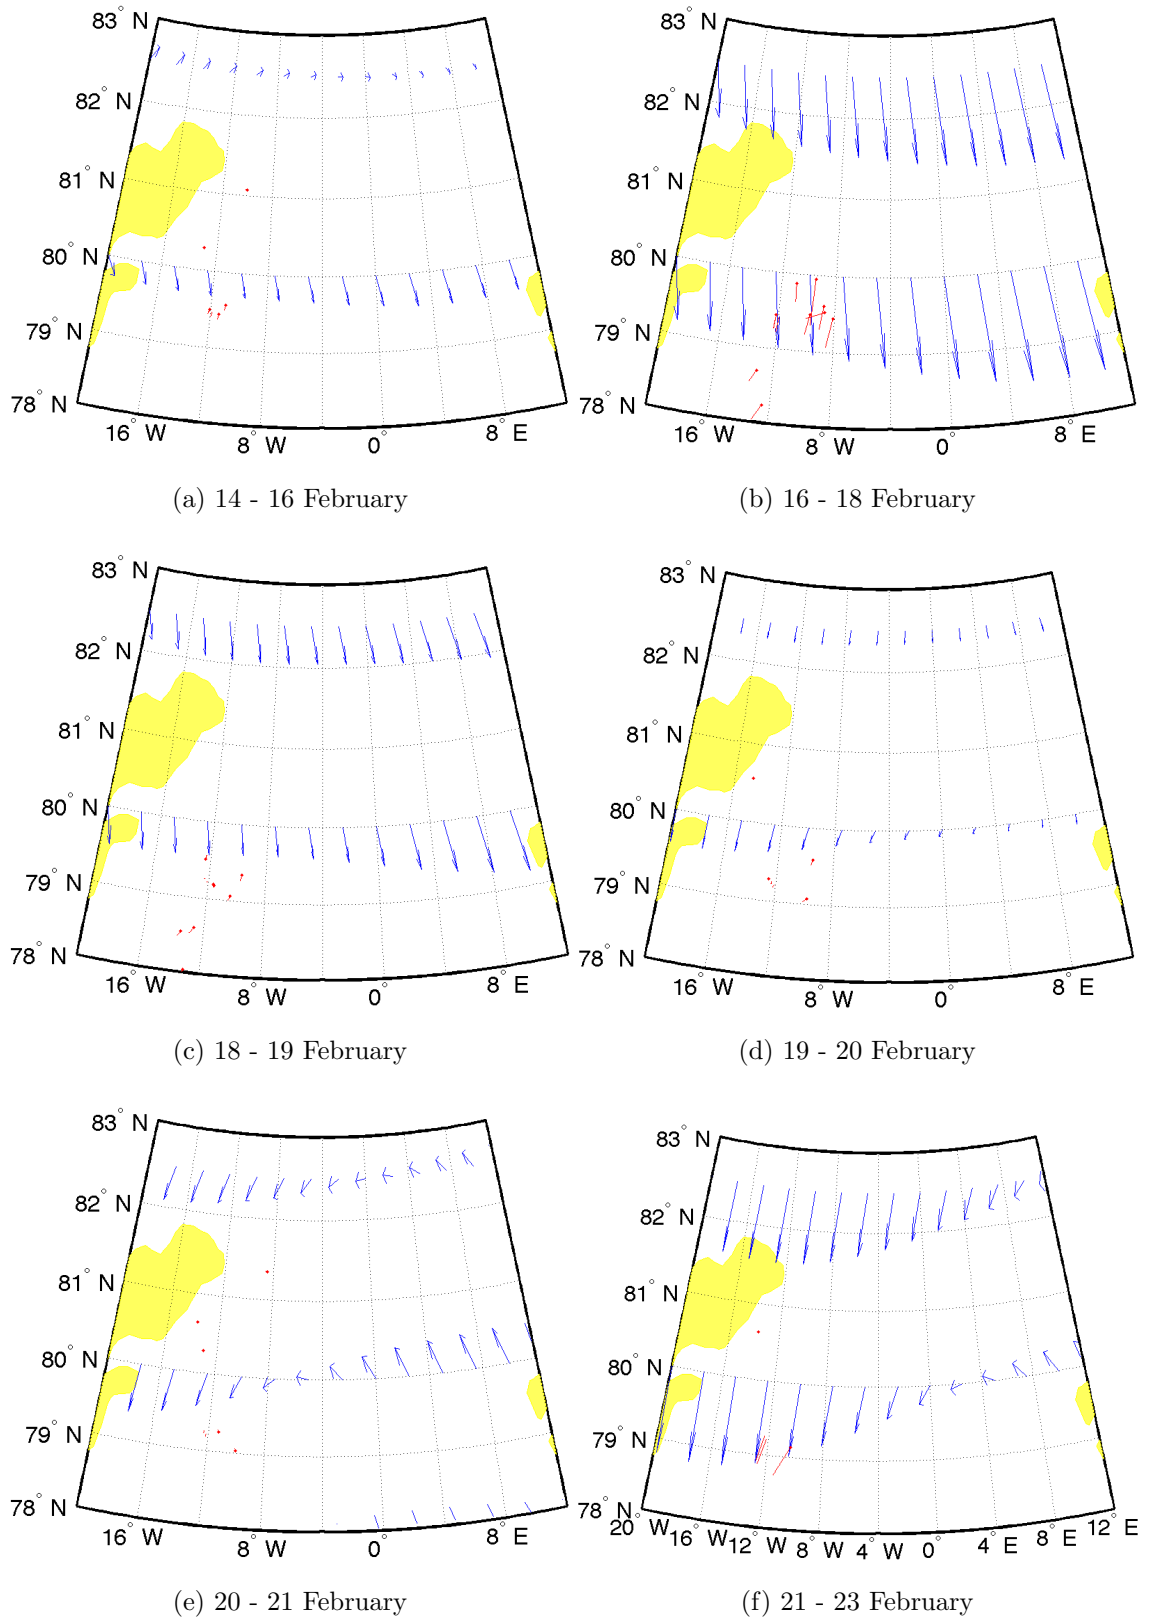 83° N
82° N
81° N
80° N
79° N
78° N
16° W
8° W
0°
8° E
(a) 14 - 16 February
83° N
82° N
81° N
80° N
79° N
78° N
16° W
8° W
0°
8° E
(b) 16 - 18 February
83° N
82° N
81° N
80° N
79° N
78° N
16° W
8° W
0°
8° E
(c) 18 - 19 February
83° N
82° N
81° N
80° N
79° N
78° N
16° W
8° W
0°
8° E
(d) 19 - 20 February
83° N
82° N
81° N
80° N
79° N
78° N
16° W
8° W
0°
8° E
(e) 20 - 21 February
83° N
82° N
81° N
80° N
79° N
78° N
20° W
16° W
12° W
8° W
4° W
0°
4° E
8° E
12° E
(f) 21 - 23 February